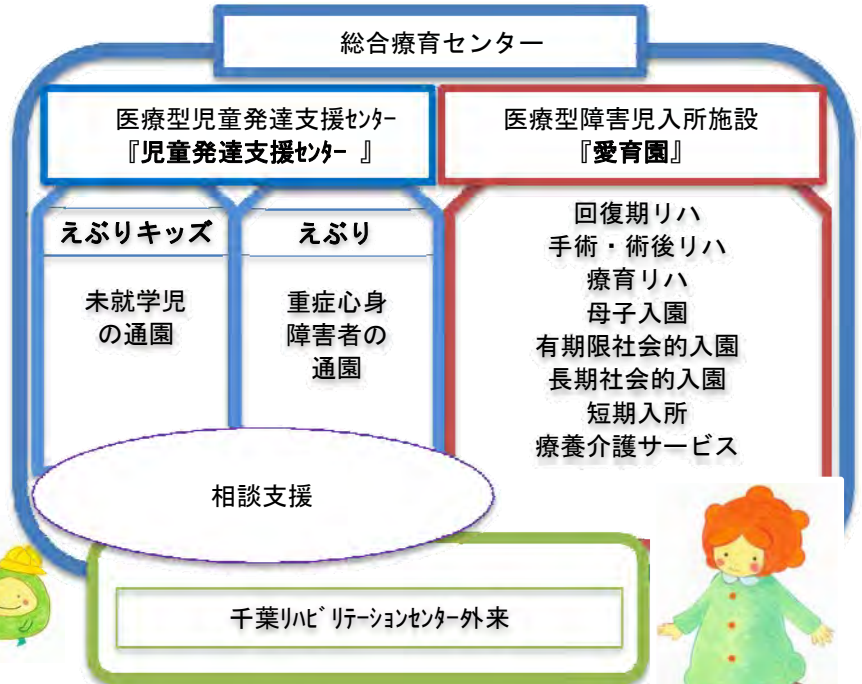 総合療育センター
医療型児童発達支援ｾﾝﾀｰ
『児童発達支援ｾﾝﾀｰ 』
医療型障害児入所施設
『愛育園』
えぶりキッズ
未就学児
の通園
えぶり
重症心身
障害者の
通園
回復期リハ
手術・術後リハ
療育リハ
母子入園
有期限社会的入園
長期社会的入園
短期入所
療養介護サービス
相談支援
千葉ﾘﾊﾋﾞﾘﾃｰｼｮﾝｾﾝﾀｰ外来